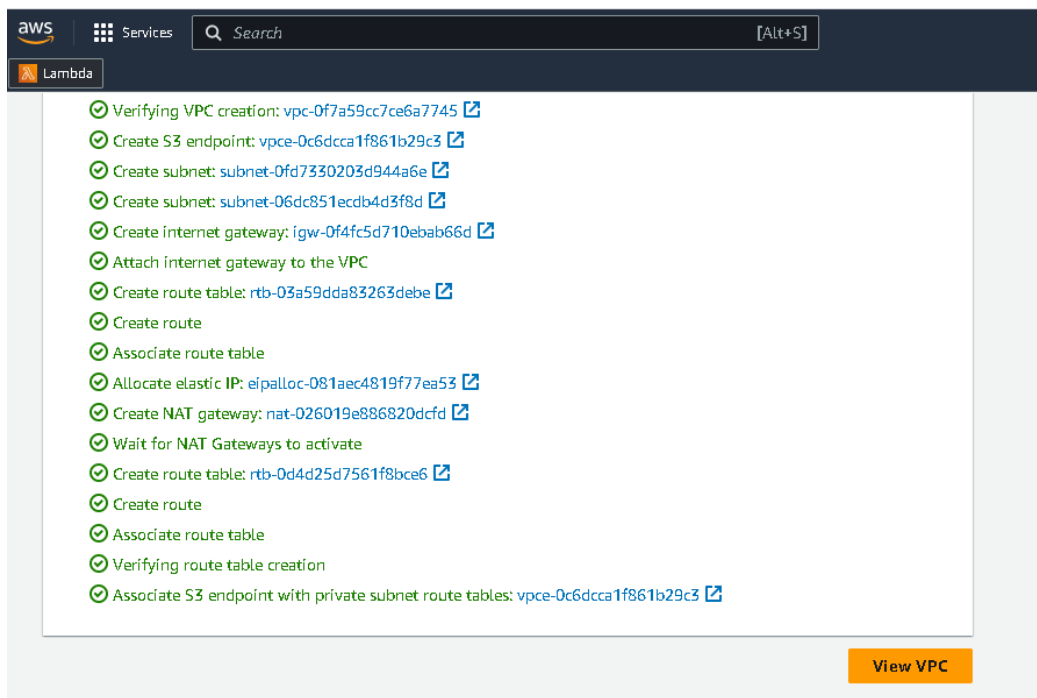 aws
Services
Search
[Alt+S]
Lambda
Verifying VPC creation: vpc-0f7a59cc7ce6a7745
Create S3 endpoint: vpce-0c6dcca1f861b29c3
Create subnet: subnet-0fd7330203d944a6e
Create subnet: subnet-06dc851ecdb4d3f8d
Create internet gateway: igw-0f4fc5d710ebab66d
Attach internet gateway to the VPC
Create route table: rtb-03a59dda83263debe
Create route
Associate route table
Allocate elastic IP: eipalloc-081aec4819f77ea53
Create NAT gateway: nat-026019e886820dcfd
Wait for NAT Gateways to activate
Create route table: rtb-0d4d25d7561f8bce6
Create route
Associate route table
Verifying route table creation
Associate S3 endpoint with private subnet route tables: vpce-0c6dcca1f861b29c3
View VPC